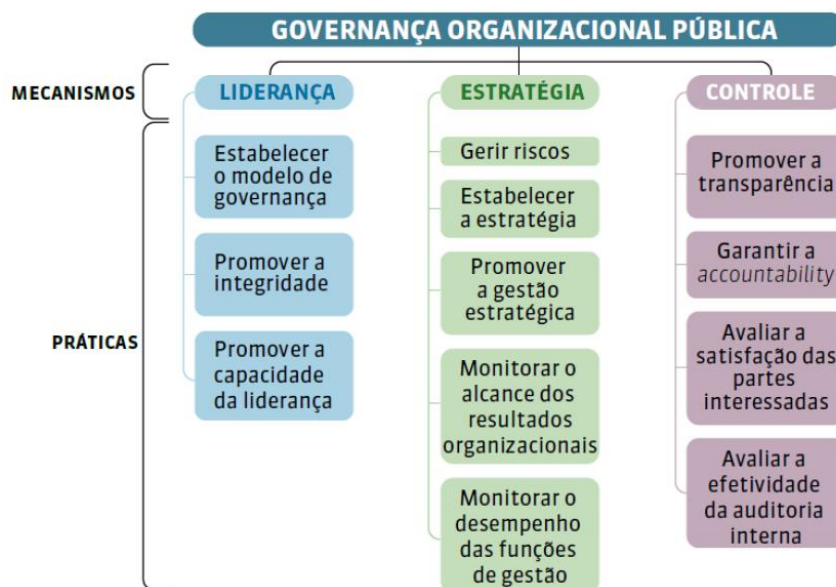 GOVERNANÇA ORGANIZACIONAL PÚBLICA
MECANISMOS
LIDERANÇA
ESTRATÉGIA
CONTROLE
PRÁTICAS
Estabelecer
o modelo de
governança
Promover a
integridade
Promover a
capacidade
da liderança
Gerir riscos
Estabelecer
a estratégia
Promover
a gestão
estratégica
Monitorar o
alcance dos
resultados
organizacionais
Monitorar o
desempenho
das funções
de gestão
Promover a
transparência
Garantir a
accountability
Avaliar a
satisfação das
partes
interessadas
Avaliar a
efetividade
da auditoria
interna